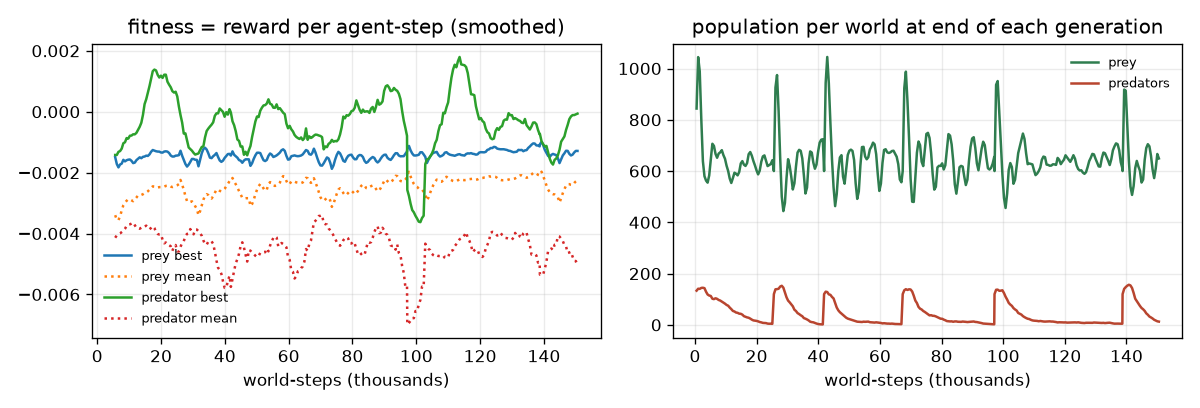 fitness = reward per agent-step (smoothed)
0.002
0.000
−0.002
−0.004
−0.006
prey best
prey mean
predator best
predator mean
0 20 40 60 80 100 120 140
world-steps (thousands)
population per world at end of each generation
1000
800
600
400
200
0
prey
predators
0 20 40 60 80 100 120 140
world-steps (thousands)